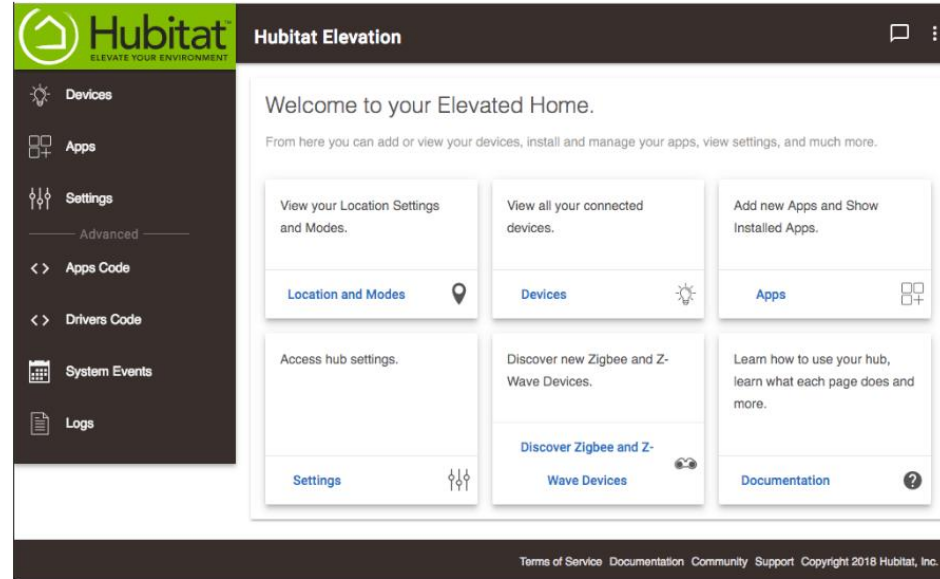 Hubitat™
ELEVATE YOUR ENVIRONMENT
Hubitat Elevation
Devices
Apps
Settings
Advanced
Apps Code
Drivers Code
System Events
Logs
Welcome to your Elevated Home.
From here you can add or view your devices, install and manage your apps, view settings, and much more.
View your Location Settings
and Modes.
Location and Modes
View all your connected
devices.
Devices
Add new Apps and Show
Installed Apps.
Apps
Access hub settings.
Settings
Discover new Zigbee and Z-
Wave Devices.
Discover Zigbee and Z-
Wave Devices
Learn how to use your hub,
learn what each page does and
more.
Documentation
?
Terms of Service Documentation Community Support Copyright 2018 Hubitat, Inc.